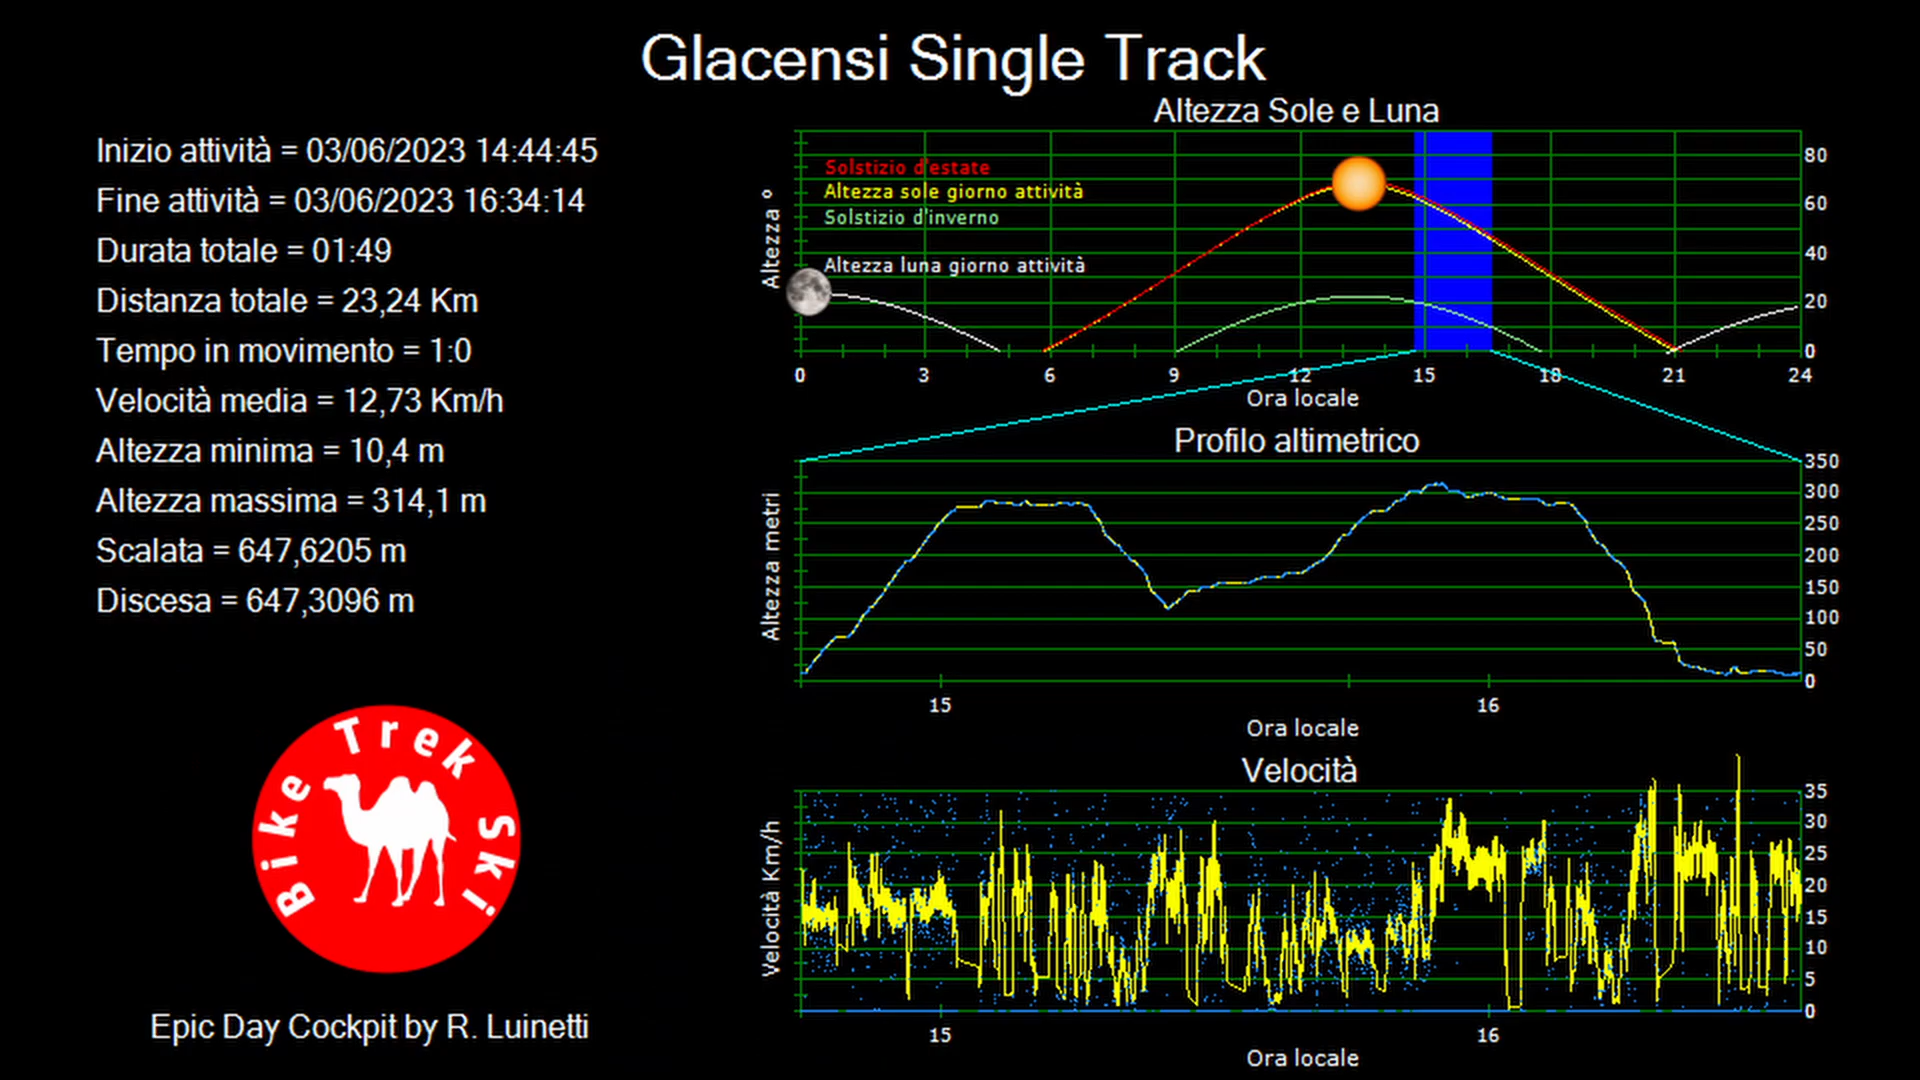 Glacensi Single Track
Inizio attività = 03/06/2023 14:44:45
Fine attività = 03/06/2023 16:34:14
Durata totale = 01:49
Distanza totale = 23,24 Km
Tempo in movimento = 1:0
Velocità media = 12,73 Km/h
Altezza minima = 10,4 m
Altezza massima = 314,1 m
Scalata = 647,6205 m
Discesa = 647,3096 m
Bike Trek Ski
Epic Day Cockpit by R. Luinetti
Altezza Sole e Luna
Solstizio d'estate
Altezza sole giorno attività
Solstizio d'inverno
Altezza luna giorno attività
Altezza °
80
60
40
20
0
0 3 6 9 12 15 18 21 24
Ora locale
Profilo altimetrico
Altezza metri
350
300
250
200
150
100
50
0
15 16
Ora locale
Velocità
Velocità Km/h
35
30
25
20
15
10
5
0
15 16
Ora locale